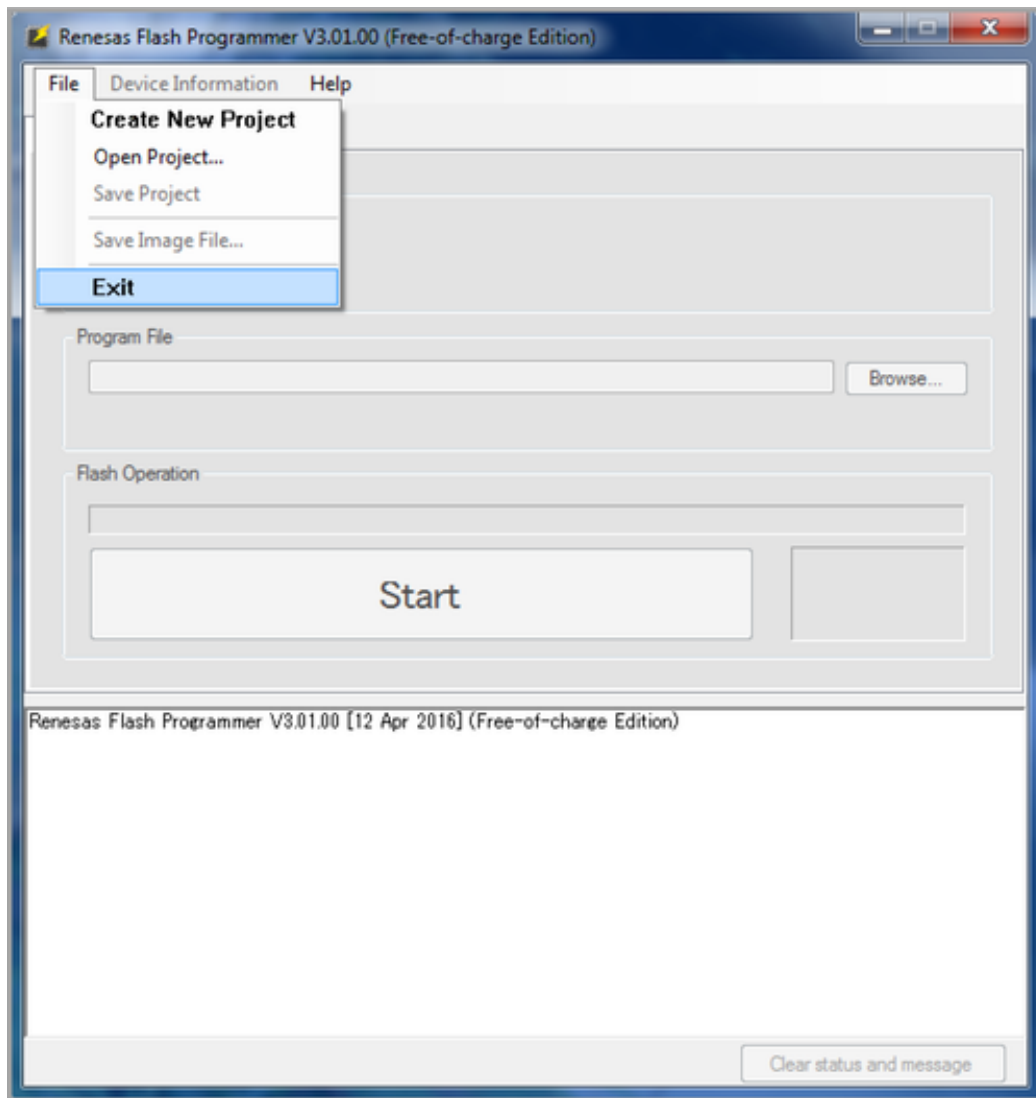 Renesas Flash Programmer V3.01.00 (Free-of-charge Edition)
File Device Information Help
Create New Project
Open Project...
Save Project
Save Image File...
Exit
Program File
Browse...
Flash Operation
Start
Renesas Flash Programmer V3.01.00 [12 Apr 2016] (Free-of-charge Edition)
Clear status and message